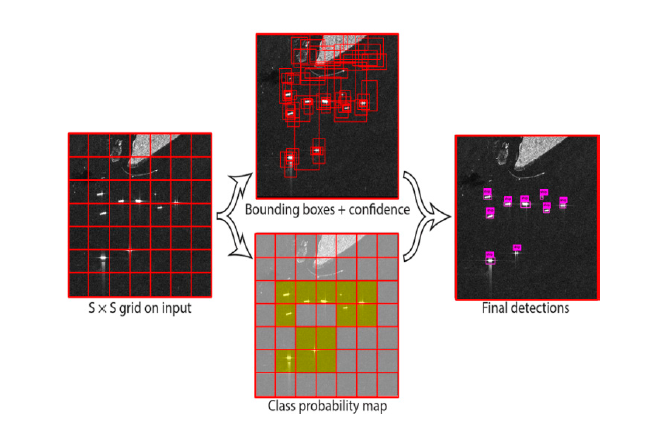 Bounding boxes + confidence
S × S grid on input
Final detections
Class probability map